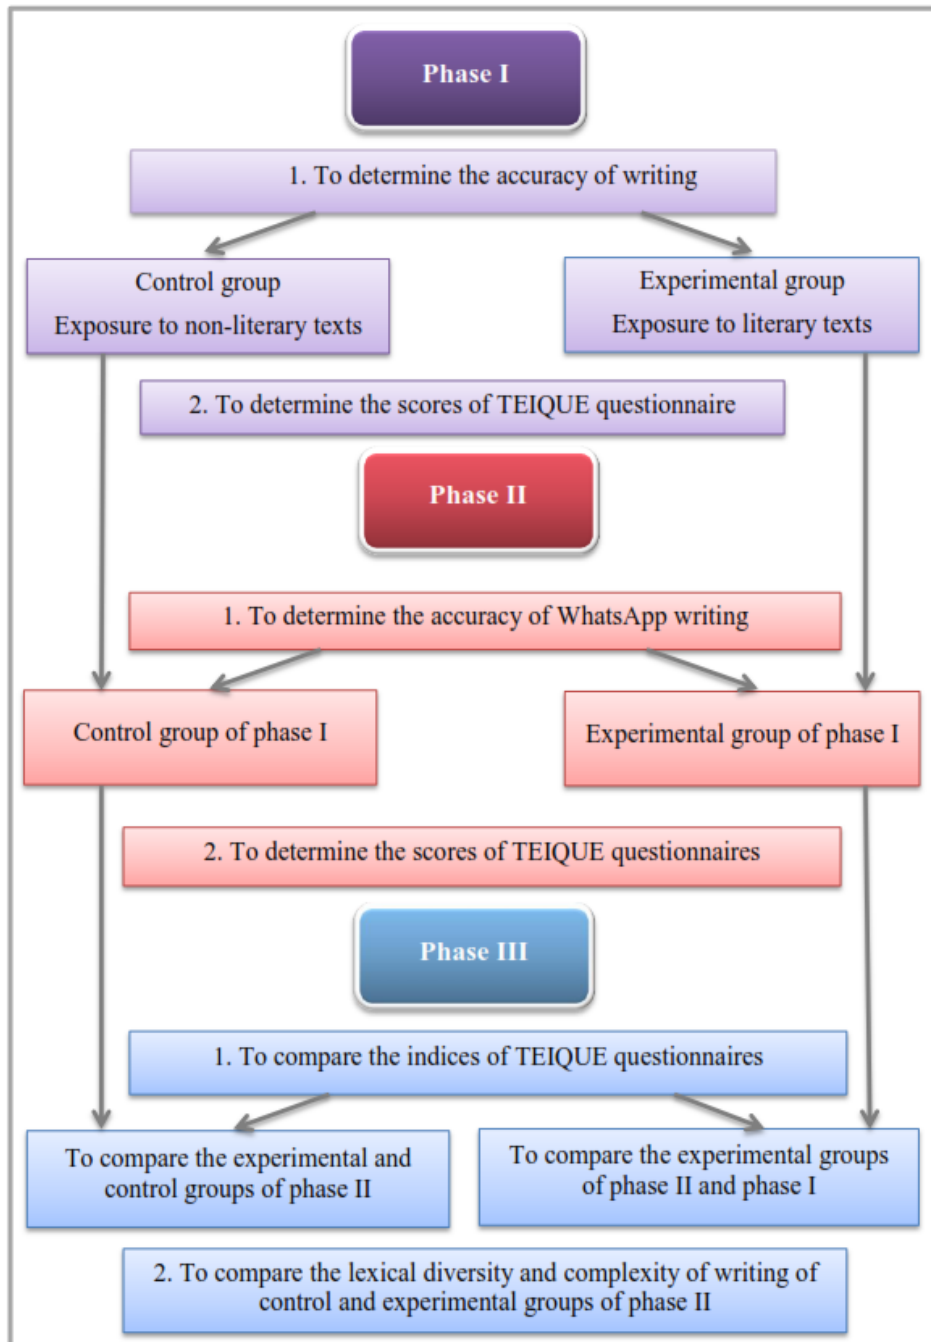 Phase I
1. To determine the accuracy of writing
Control group
Exposure to non-literary texts
Experimental group
Exposure to literary texts
2. To determine the scores of TEIQUE questionnaire
Phase II
1. To determine the accuracy of WhatsApp writing
Control group of phase I
Experimental group of phase I
2. To determine the scores of TEIQUE questionnaires
Phase III
1. To compare the indices of TEIQUE questionnaires
To compare the experimental and
control groups of phase II
To compare the experimental groups
of phase II and phase I
2. To compare the lexical diversity and complexity of writing of
control and experimental groups of phase II